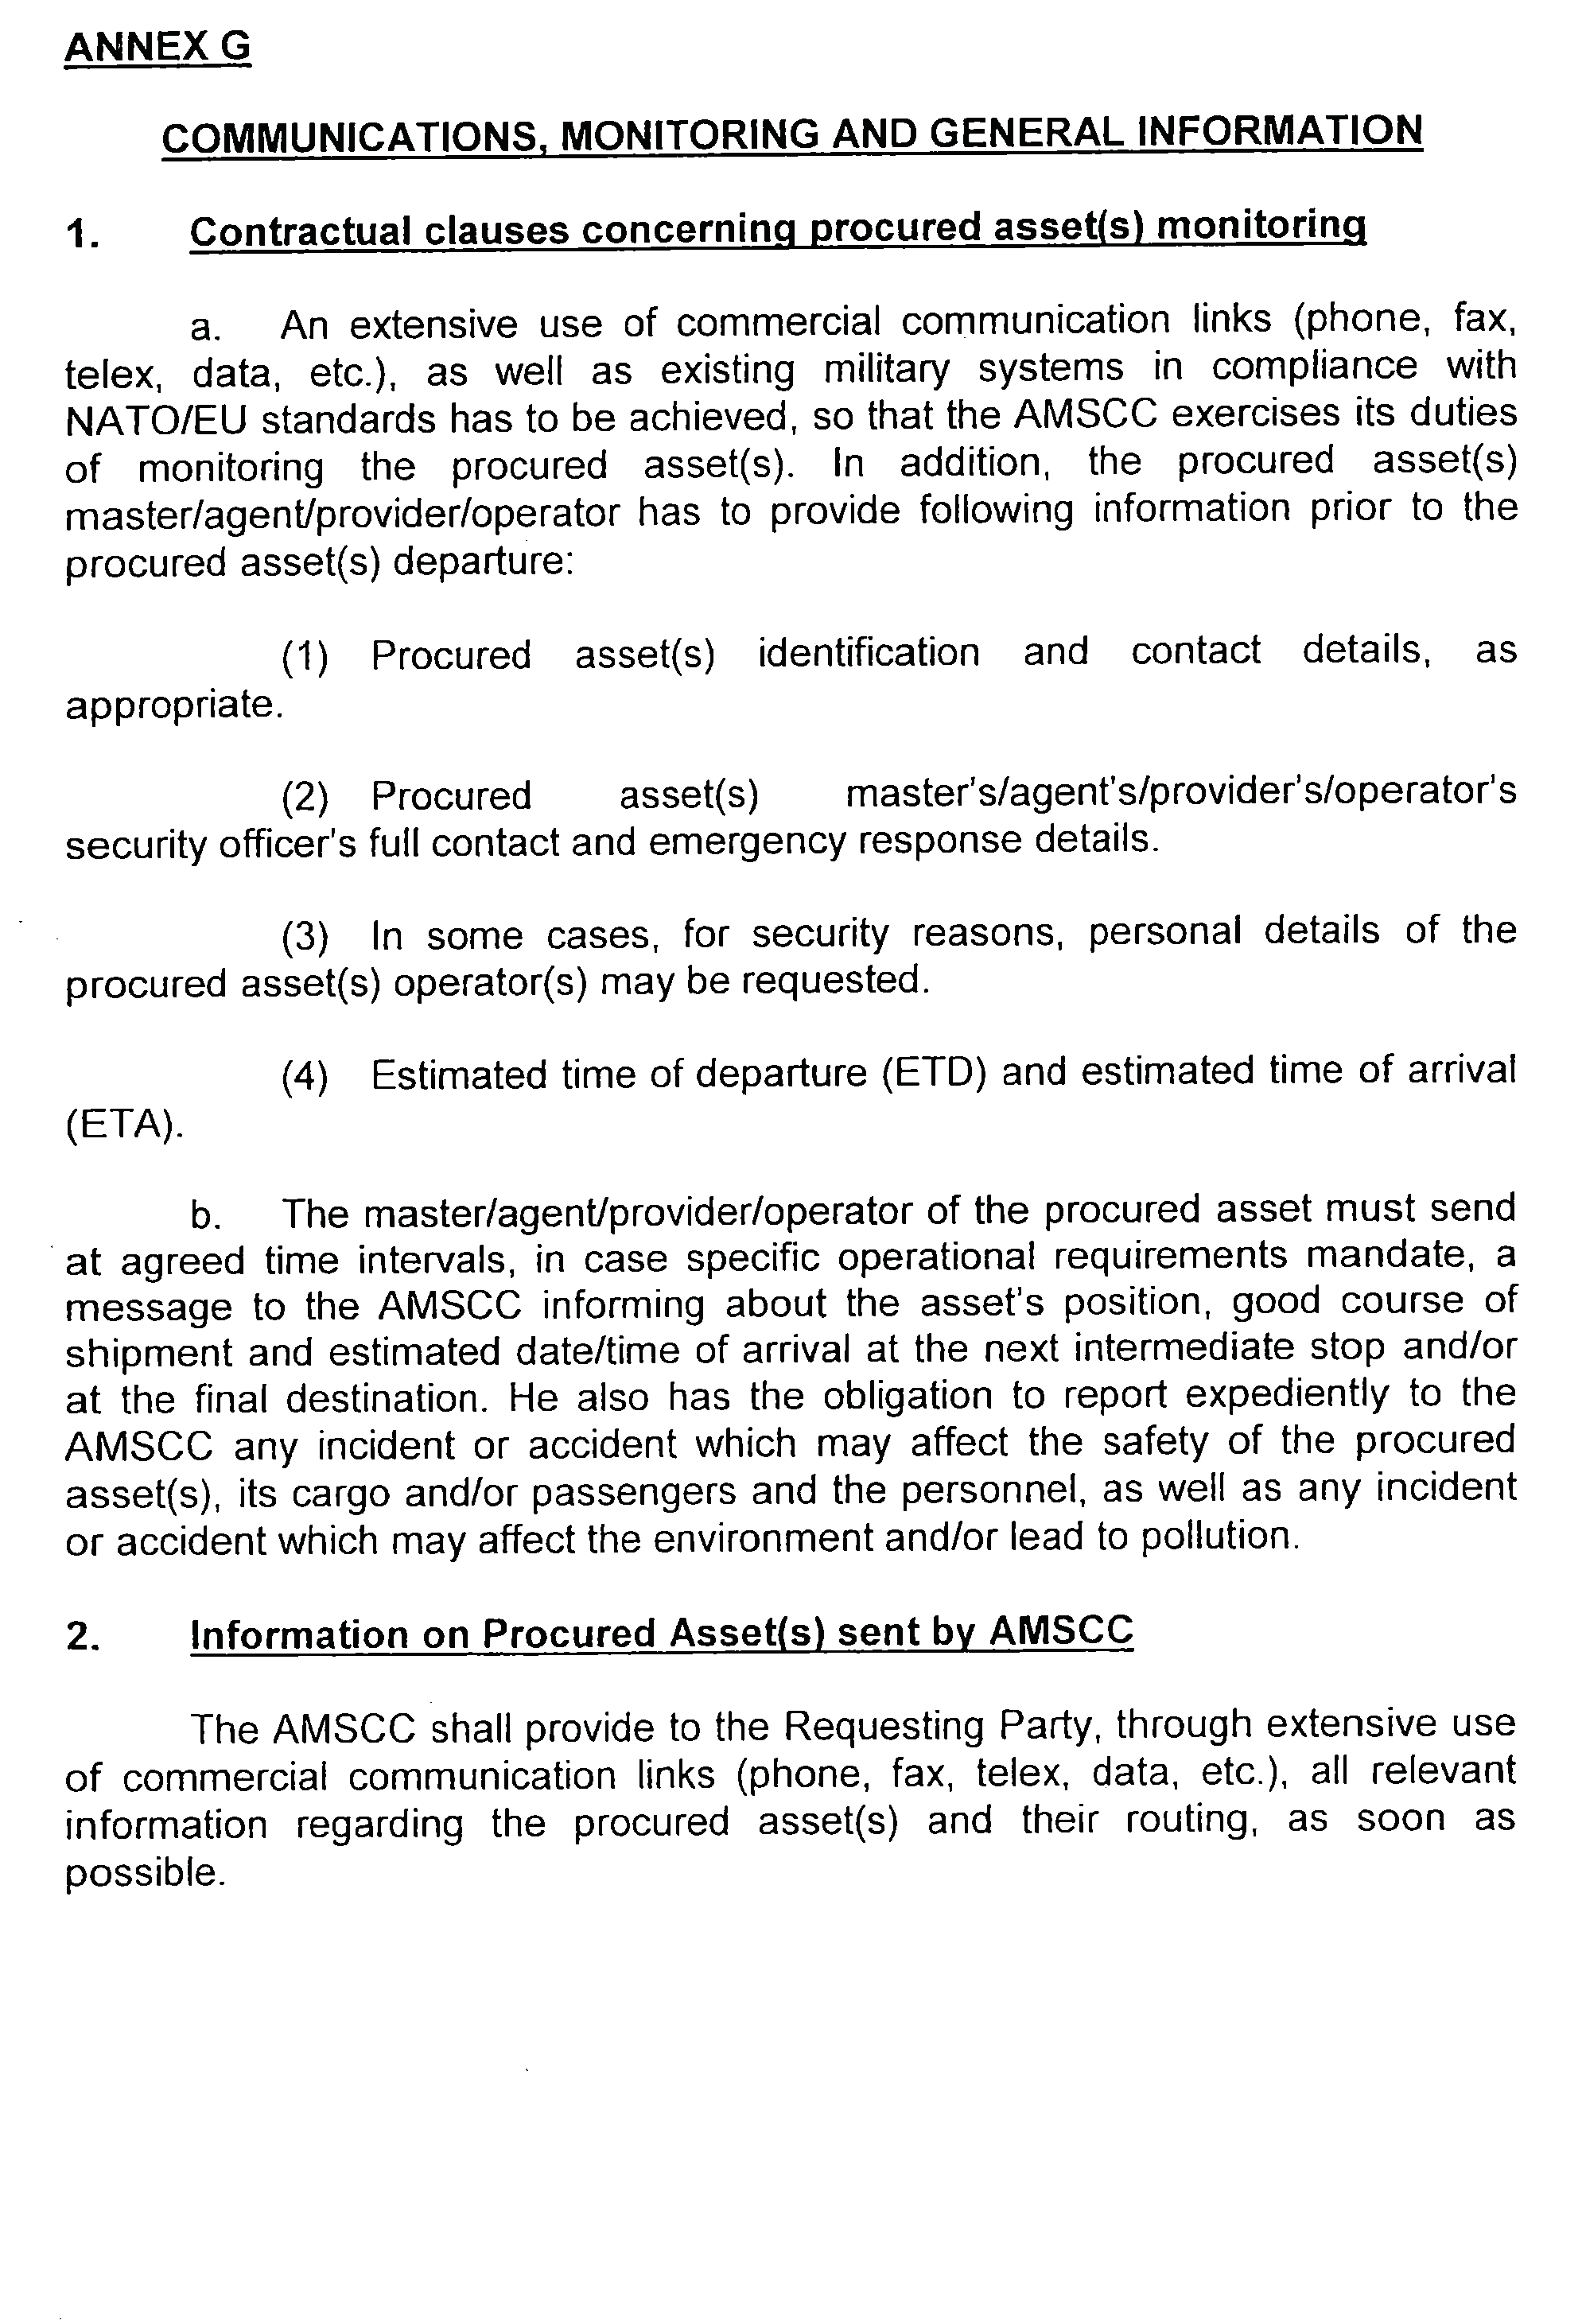 ANNEX G
COMMUNICATIONS, MONITORING AND GENERAL INFORMATION
1. Contractual clauses concerning procured asset(s) monitoring
a. An extensive use of commercial communication links (phone, fax,
telex, data, etc.), as well as existing military systems in compliance with
NATO/EU standards has to be achieved, so that the AMSCC exercises its duties
of monitoring the procured asset(s). In addition, the procured asset(s)
master/agent/provider/operator has to provide following information prior to the
procured asset(s) departure:
(1) Procured asset(s) identification and contact details, as
appropriate.
(2) Procured asset(s) master's/agent's/provider's/operator's
security officer's full contact and emergency response details.
(3) In some cases, for security reasons, personal details of the
procured asset(s) operator(s) may be requested.
(4) Estimated time of departure (ETD) and estimated time of arrival
(ETA).
b. The master/agent/provider/operator of the procured asset must send
at agreed time intervals, in case specific operational requirements mandate, a
message to the AMSCC informing about the asset's position, good course of
shipment and estimated date/time of arrival at the next intermediate stop and/or
at the final destination. He also has the obligation to report expediently to the
AMSCC any incident or accident which may affect the safety of the procured
asset(s), its cargo and/or passengers and the personnel, as well as any incident
or accident which may affect the environment and/or lead to pollution.
2. Information on Procured Asset(s) sent by AMSCC
The AMSCC shall provide to the Requesting Party, through extensive use
of commercial communication links (phone, fax, telex, data, etc.), all relevant
information regarding the procured asset(s) and their routing, as soon as
possible.